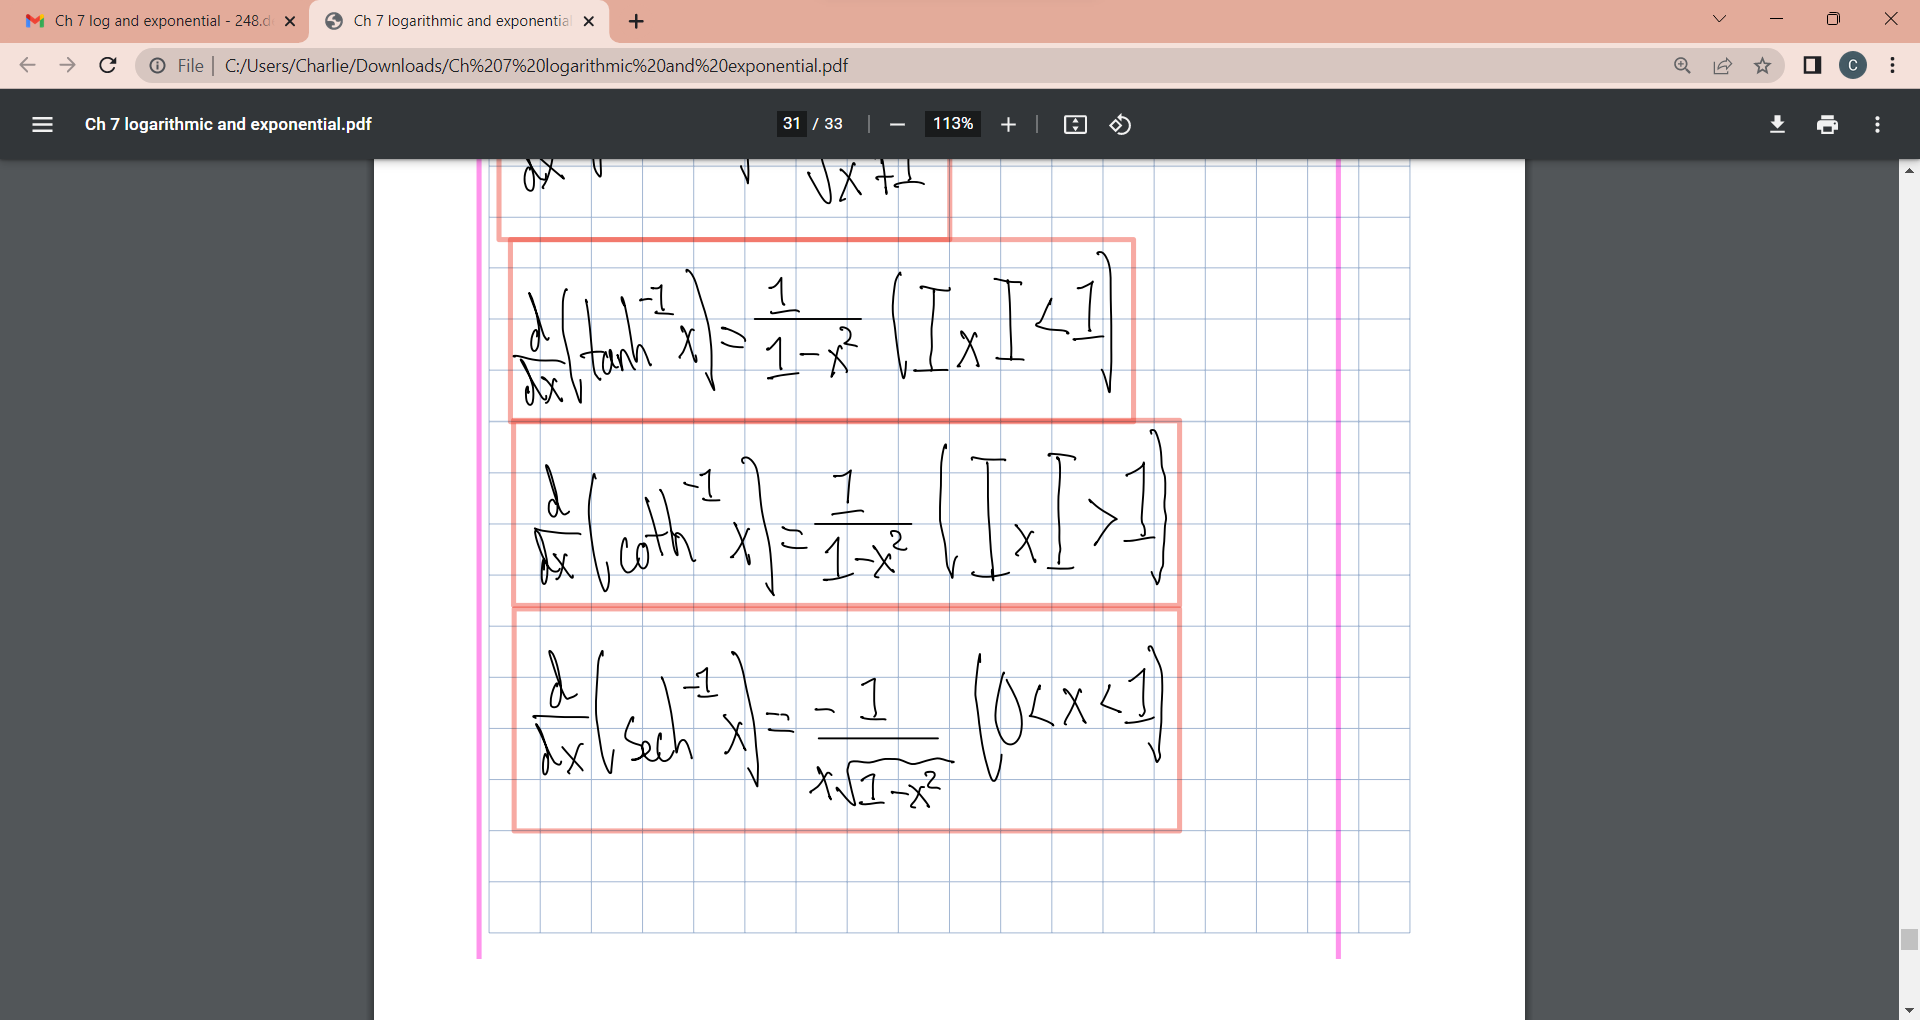 Ch 7 log and exponential - 248.d
Ch 7 logarithmic and exponentia
File | C:/Users/Charlie/Downloads/Ch%207%20logarithmic%20and%20exponential.pdf
C
Ch 7 logarithmic and exponential.pdf
31 / 33
113%
dx √x+1
d/dx(tanh⁻¹ x) = 1/(1-x²) (|x| < 1)
d/dx(coth⁻¹ x) = 1/(1-x²) (|x| > 1)
d/dx(sech⁻¹ x) = -1/(x√(1-x²)) (0 < x < 1)